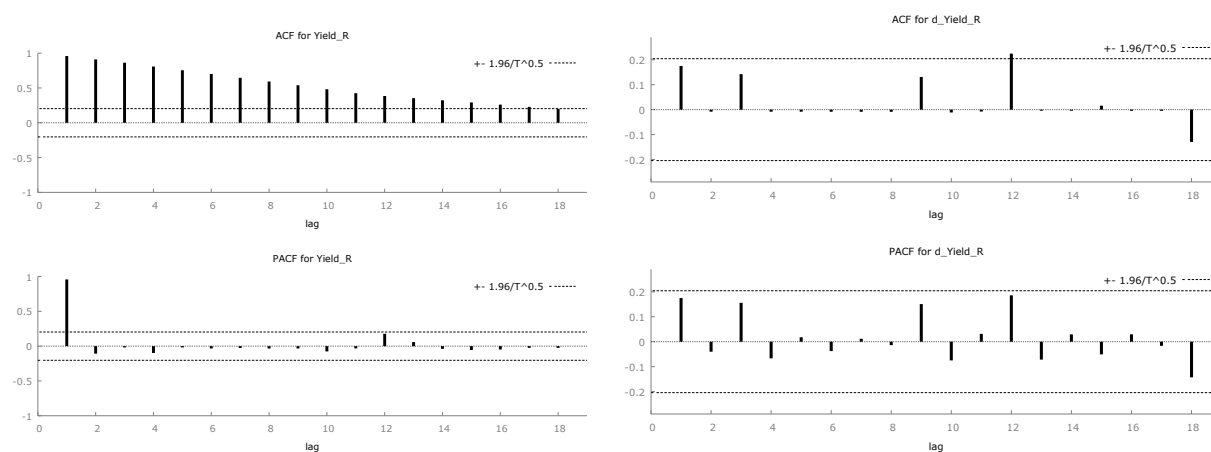 ACF for Yield_R
+- 1.96/T^0.5
1
0.5
0
-0.5
-1
0 2 4 6 8 10 12 14 16 18
lag
PACF for Yield_R
+- 1.96/T^0.5
1
0.5
0
-0.5
-1
0 2 4 6 8 10 12 14 16 18
lag
ACF for d_Yield_R
+- 1.96/T^0.5
0.2
0.1
0
-0.1
-0.2
0 2 4 6 8 10 12 14 16 18
lag
PACF for d_Yield_R
+- 1.96/T^0.5
0.2
0.1
0
-0.1
-0.2
0 2 4 6 8 10 12 14 16 18
lag